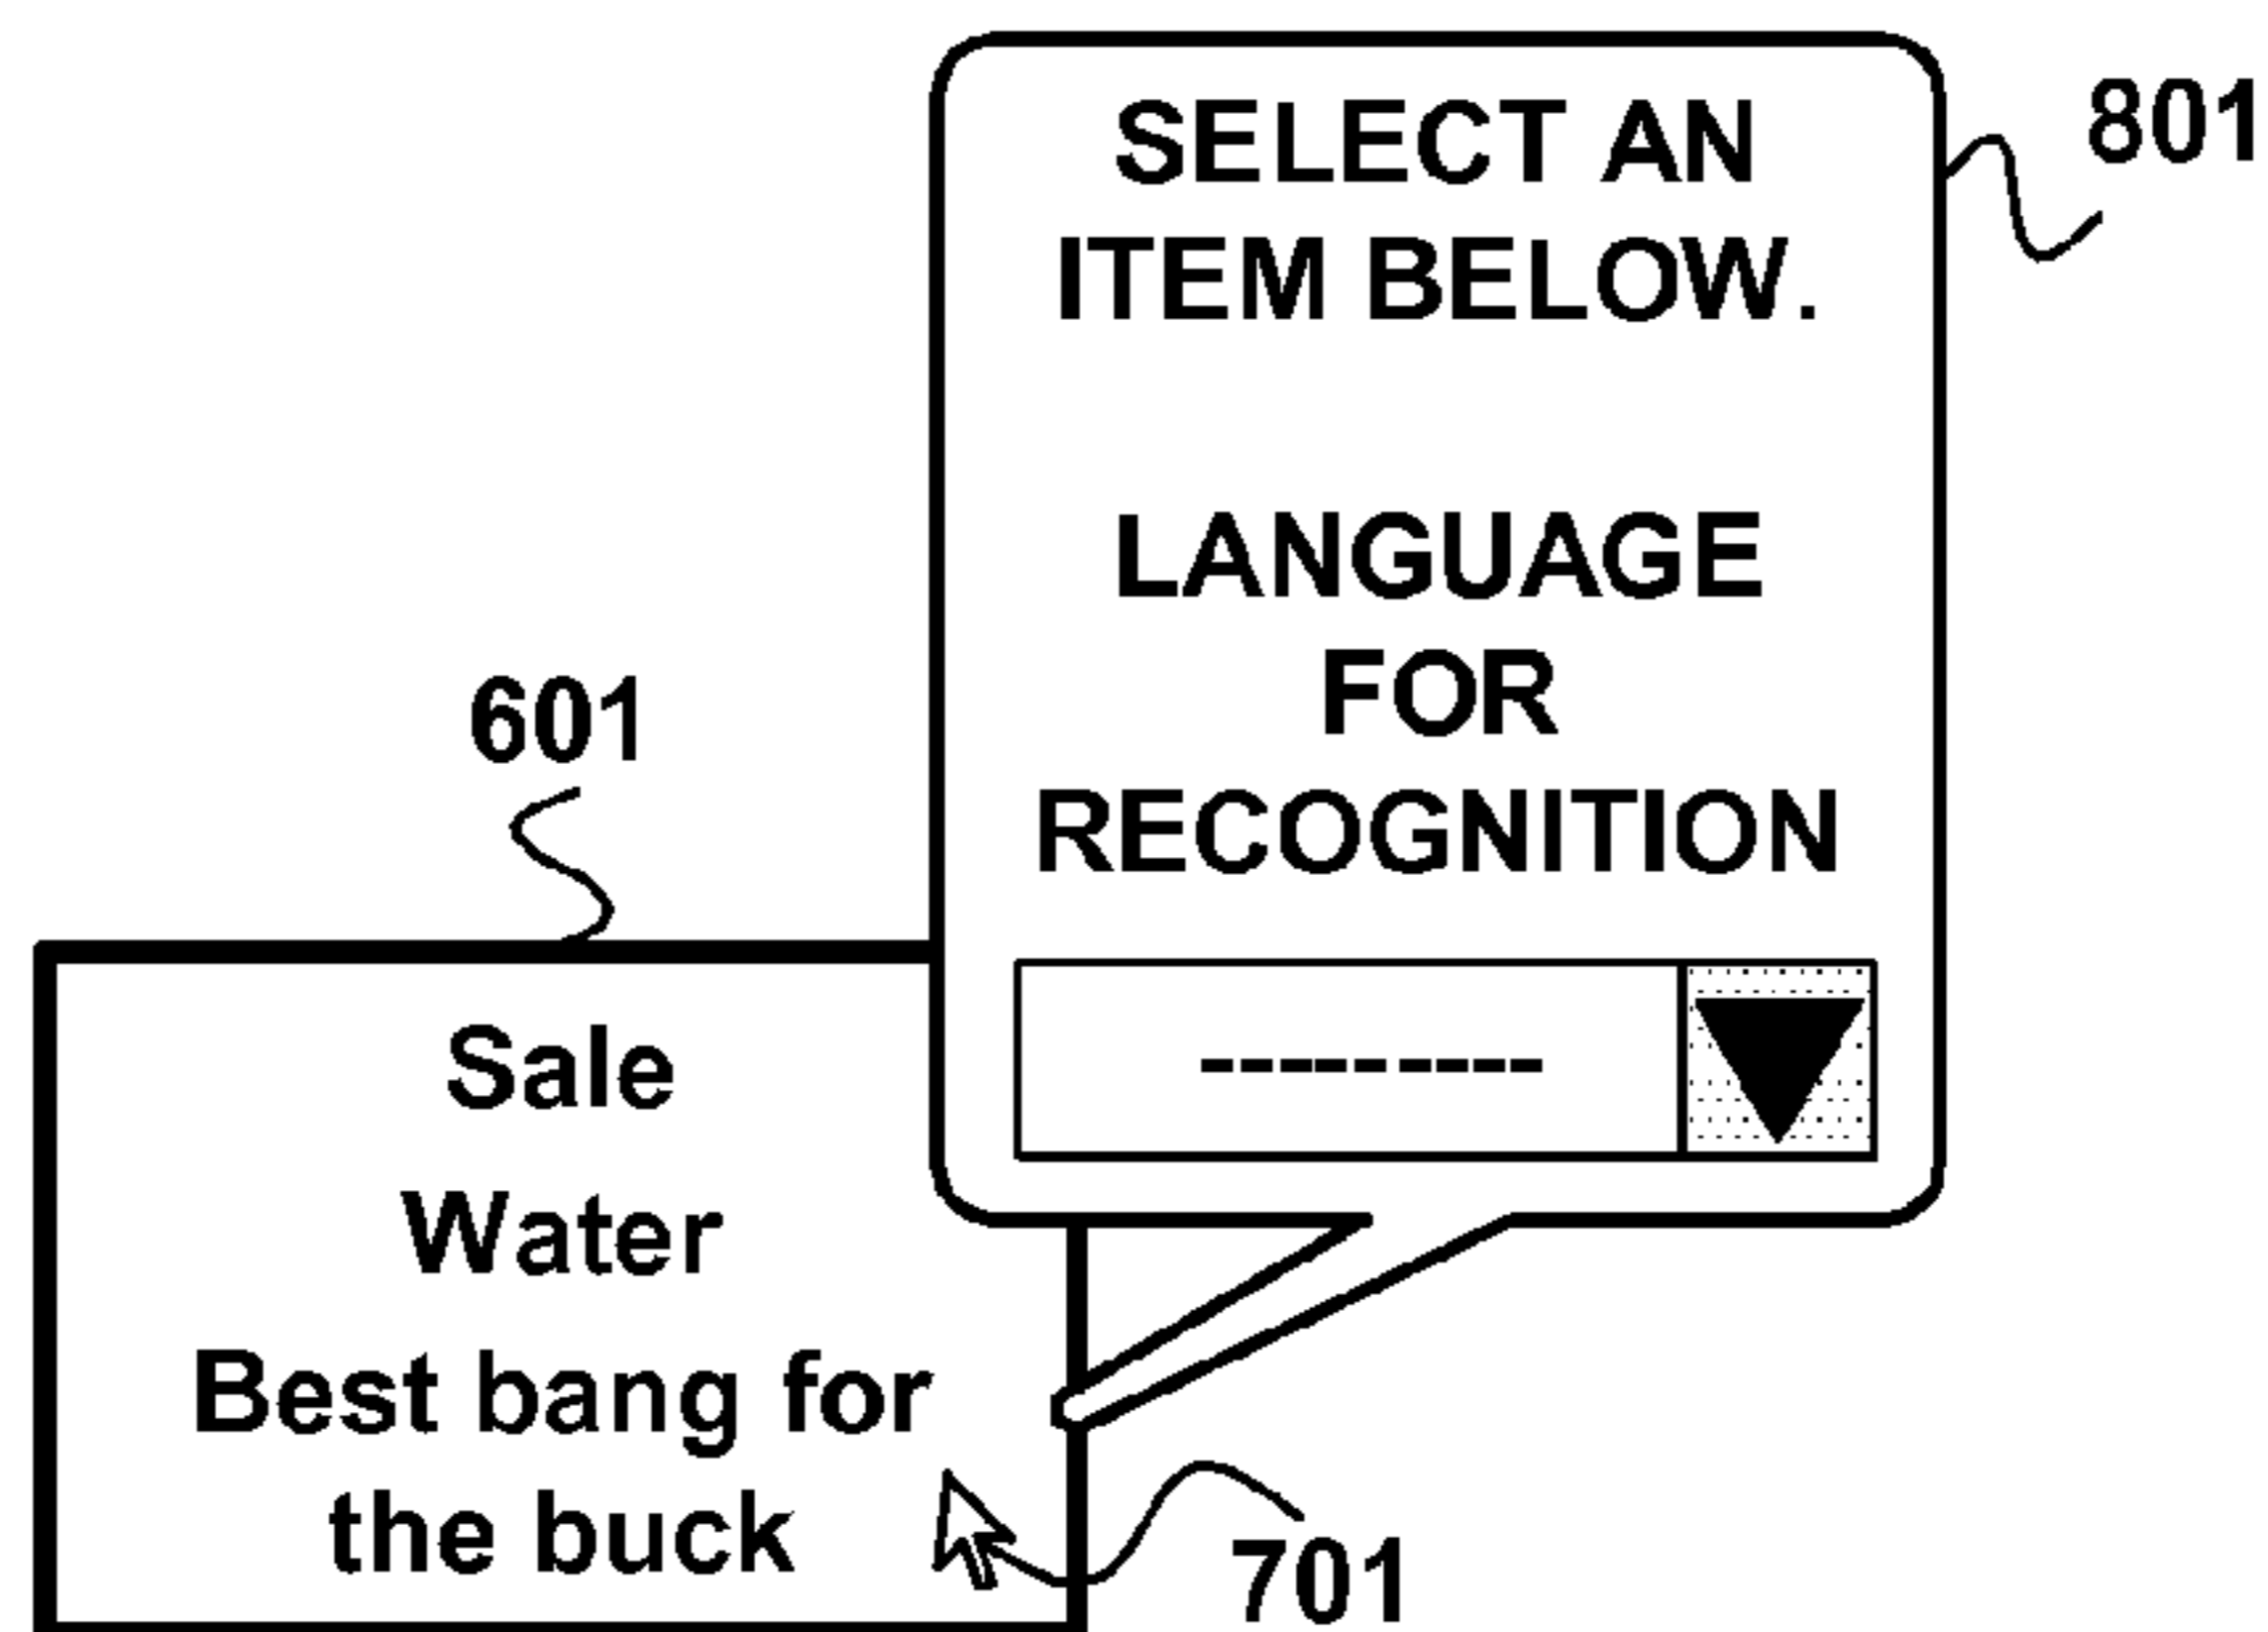 SELECT AN
ITEM BELOW.
LANGUAGE
FOR
RECOGNITION
--------
801
601
Sale
Water
Best bang for
the buck
701